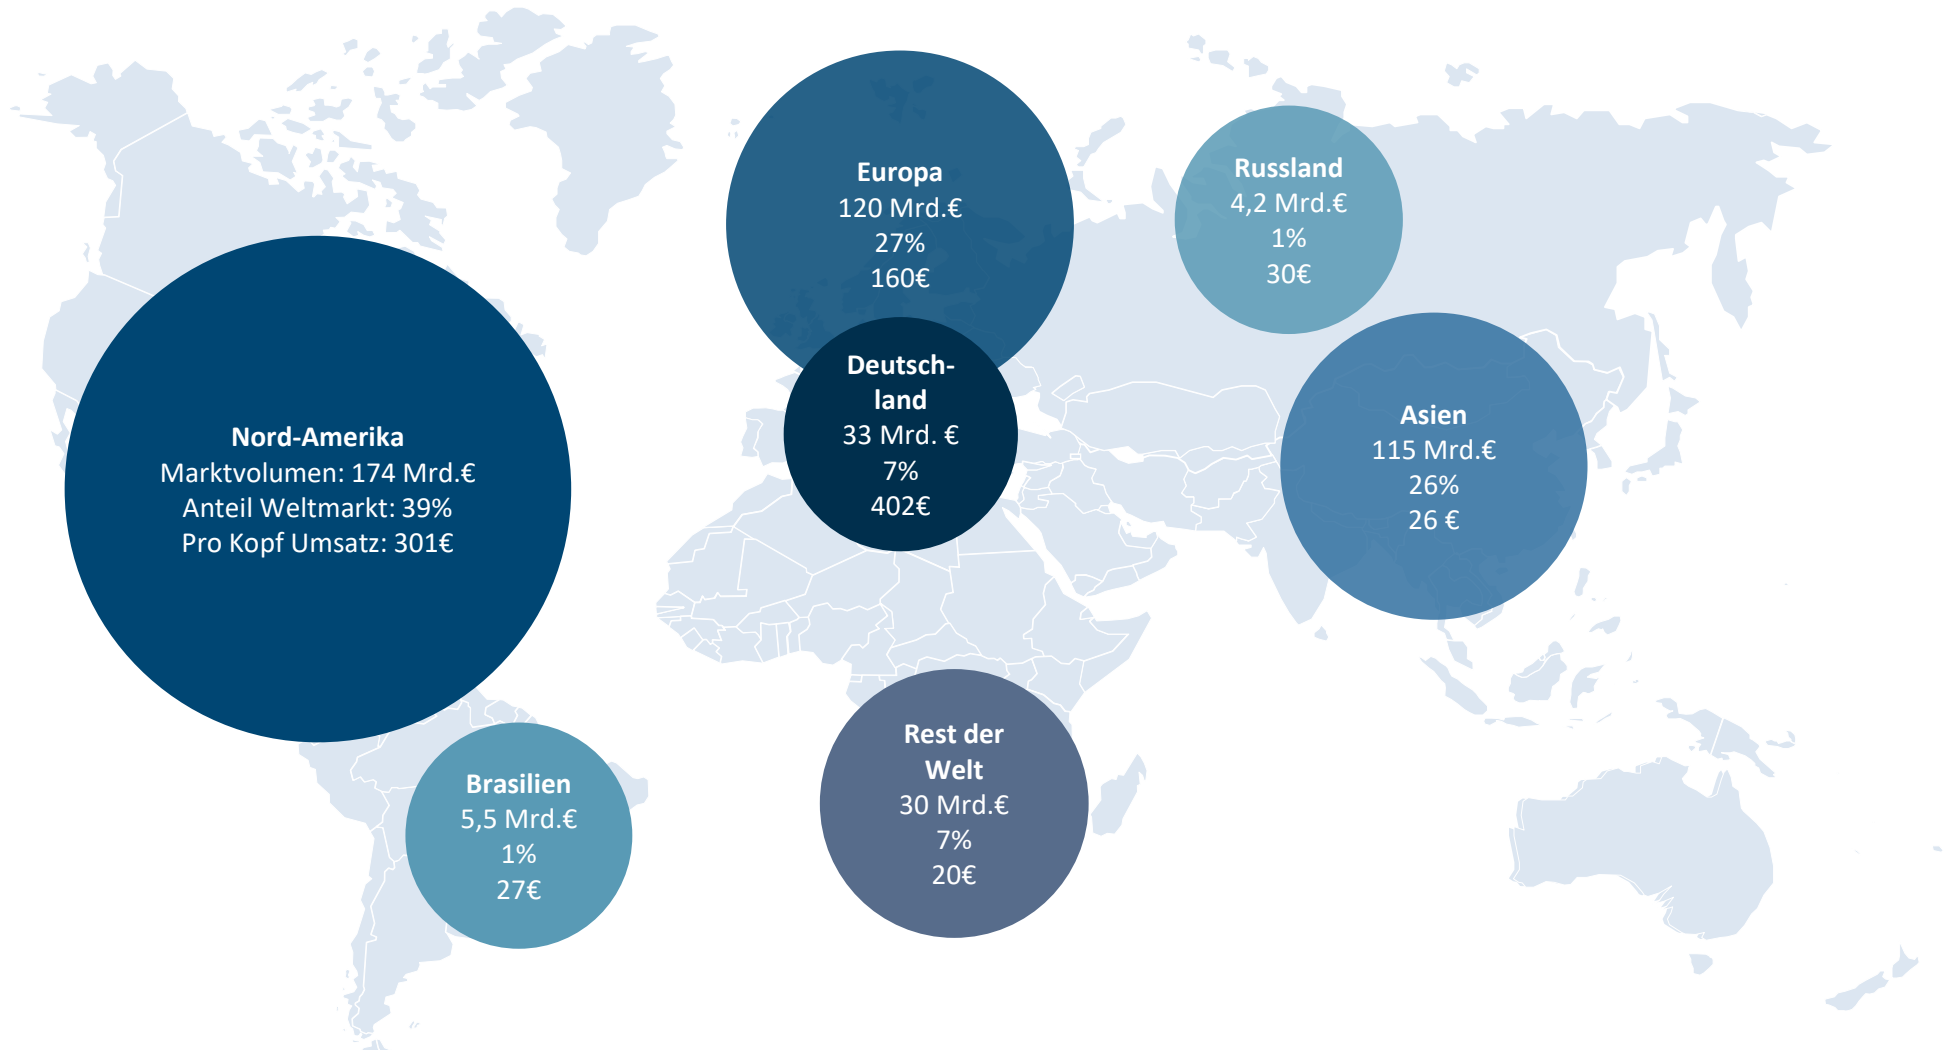 Europa
120 Mrd.€
27%
160€
Russland
4,2 Mrd.€
1%
30€
Deutsch-
land
33 Mrd. €
7%
402€
Nord-Amerika
Marktvolumen: 174 Mrd.€
Anteil Weltmarkt: 39%
Pro Kopf Umsatz: 301€
Asien
115 Mrd.€
26%
26 €
Brasilien
5,5 Mrd.€
1%
27€
Rest der
Welt
30 Mrd.€
7%
20€